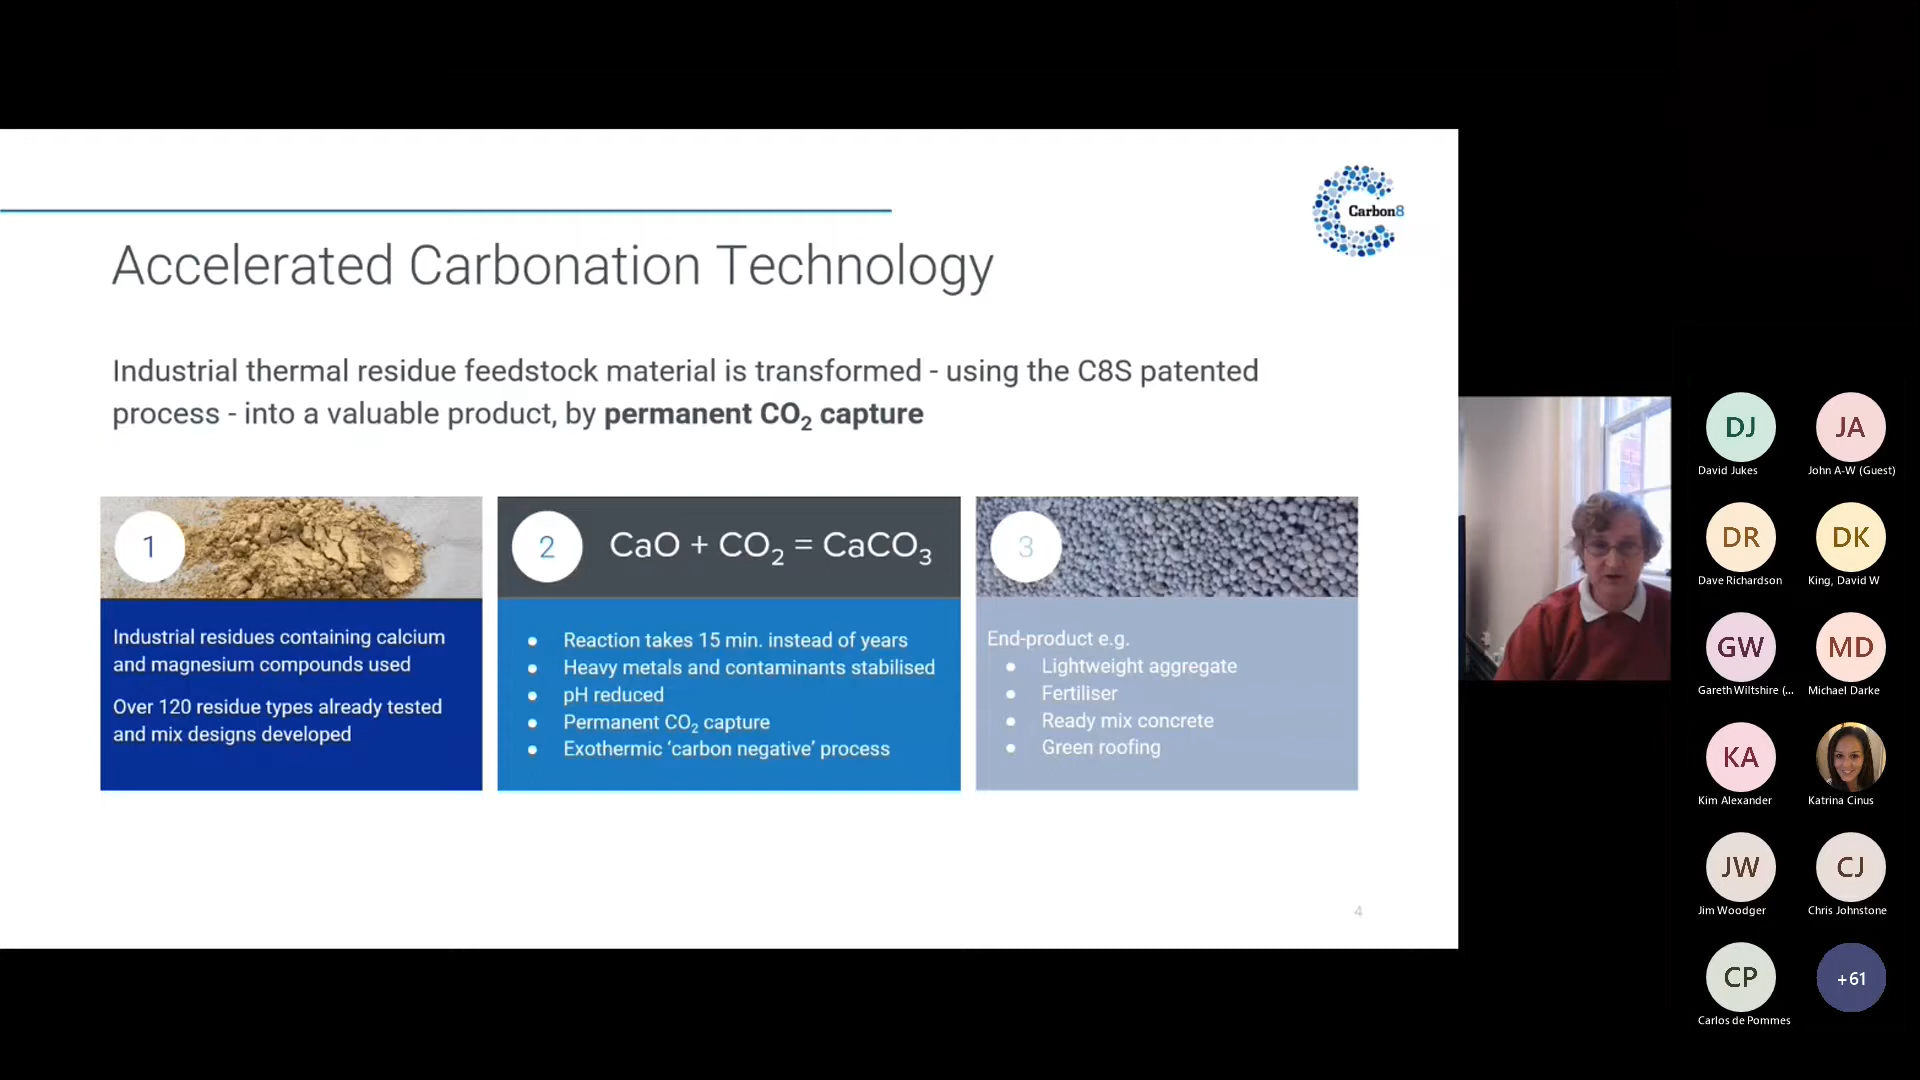 Carbon8
Accelerated Carbonation Technology
Industrial thermal residue feedstock material is transformed - using the C8S patented
process - into a valuable product, by permanent CO₂ capture
1
Industrial residues containing calcium
and magnesium compounds used
Over 120 residue types already tested
and mix designs developed
2
CaO + CO₂ = CaCO₃
● Reaction takes 15 min. instead of years
● Heavy metals and contaminants stabilised
● pH reduced
● Permanent CO₂ capture
● Exothermic ‘carbon negative’ process
3
End-product e.g.
● Lightweight aggregate
● Fertiliser
● Ready mix concrete
● Green roofing
4
DJ
David Jukes
JA
John A-W (Guest)
DR
Dave Richardson
DK
King, David W
GW
Gareth Wiltshire (...
MD
Michael Darke
KA
Kim Alexander
Katrina Cinus
JW
Jim Woodger
CJ
Chris Johnstone
CP
Carlos de Pommes
+61